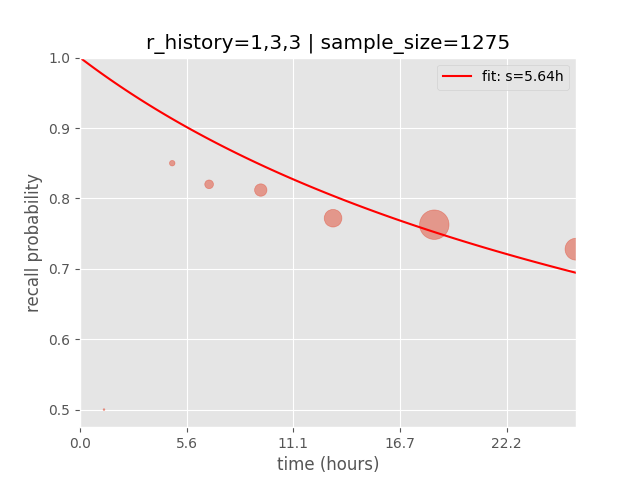 r_history=1,3,3 | sample_size=1275
fit: s=5.64h
recall probability
1.0
0.9
0.8
0.7
0.6
0.5
0.0 5.6 11.1 16.7 22.2
time (hours)